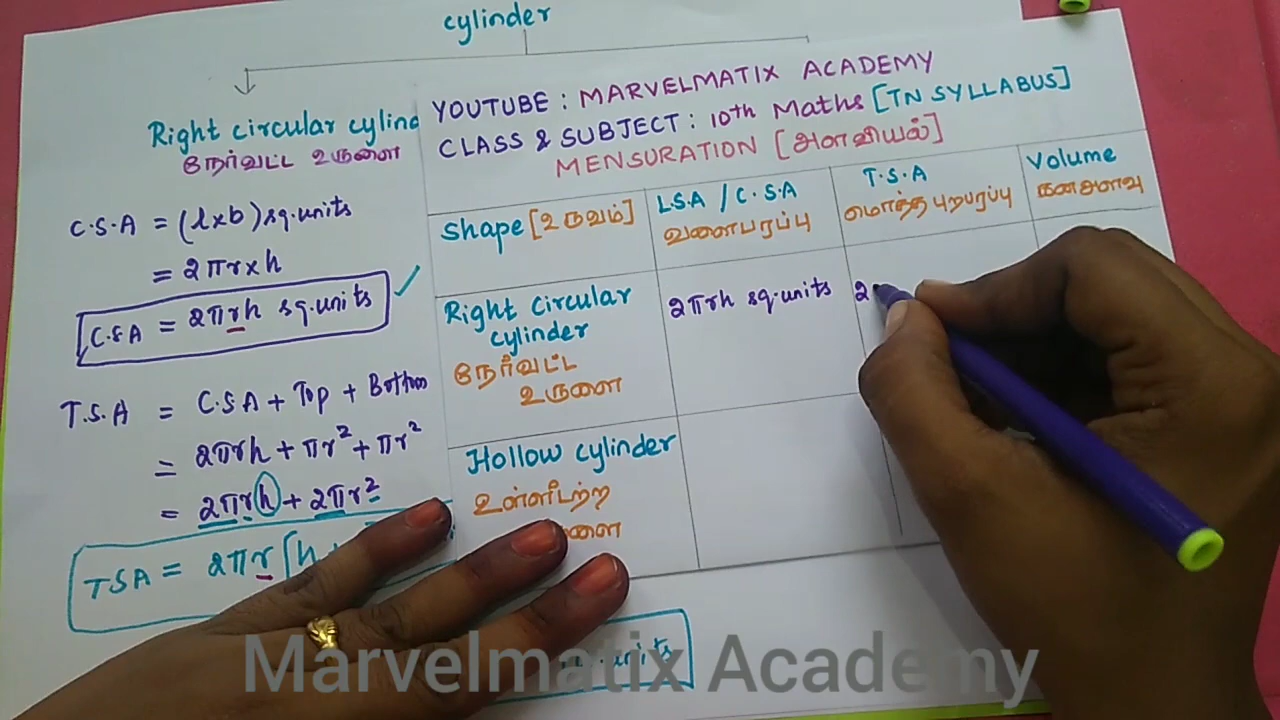 cylinder
Right circular cylind
நேர்வட்ட உருளை
C.S.A = (l×b) sq.units
= 2πr×h
C.S.A = 2πrh sq.units
T.S.A = C.S.A + Top + Bottom
= 2πrh + πr² + πr²
= 2πrh + 2πr²
TSA = 2πr[h+
YOUTUBE : MARVELMATIX ACADEMY
CLASS & SUBJECT : 10th Maths [TN SYLLABUS]
MENSURATION [அளவியல்]
Shape [உருவம்]
L.S.A / C.S.A
வளைபரப்பு
T.S.A
மொத்த புறபரப்பு
Volume
கனஅளவு
Right circular
cylinder
நேர்வட்ட
உருளை
2πrh sq.units
2
Hollow cylinder
உள்ளீடற்ற
units
Marvelmatix Academy